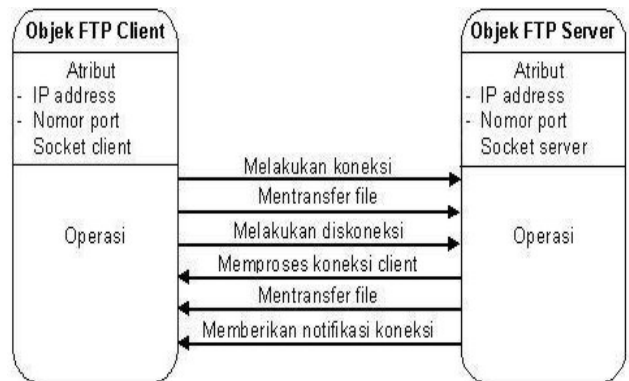 Objek FTP Client
Atribut
- IP address
- Nomor port
Socket client
Operasi
Melakukan koneksi
Mentransfer file
Melakukan diskoneksi
Memproses koneksi client
Mentransfer file
Memberikan notifikasi koneksi
Objek FTP Server
Atribut
- IP address
- Nomor port
Socket server
Operasi